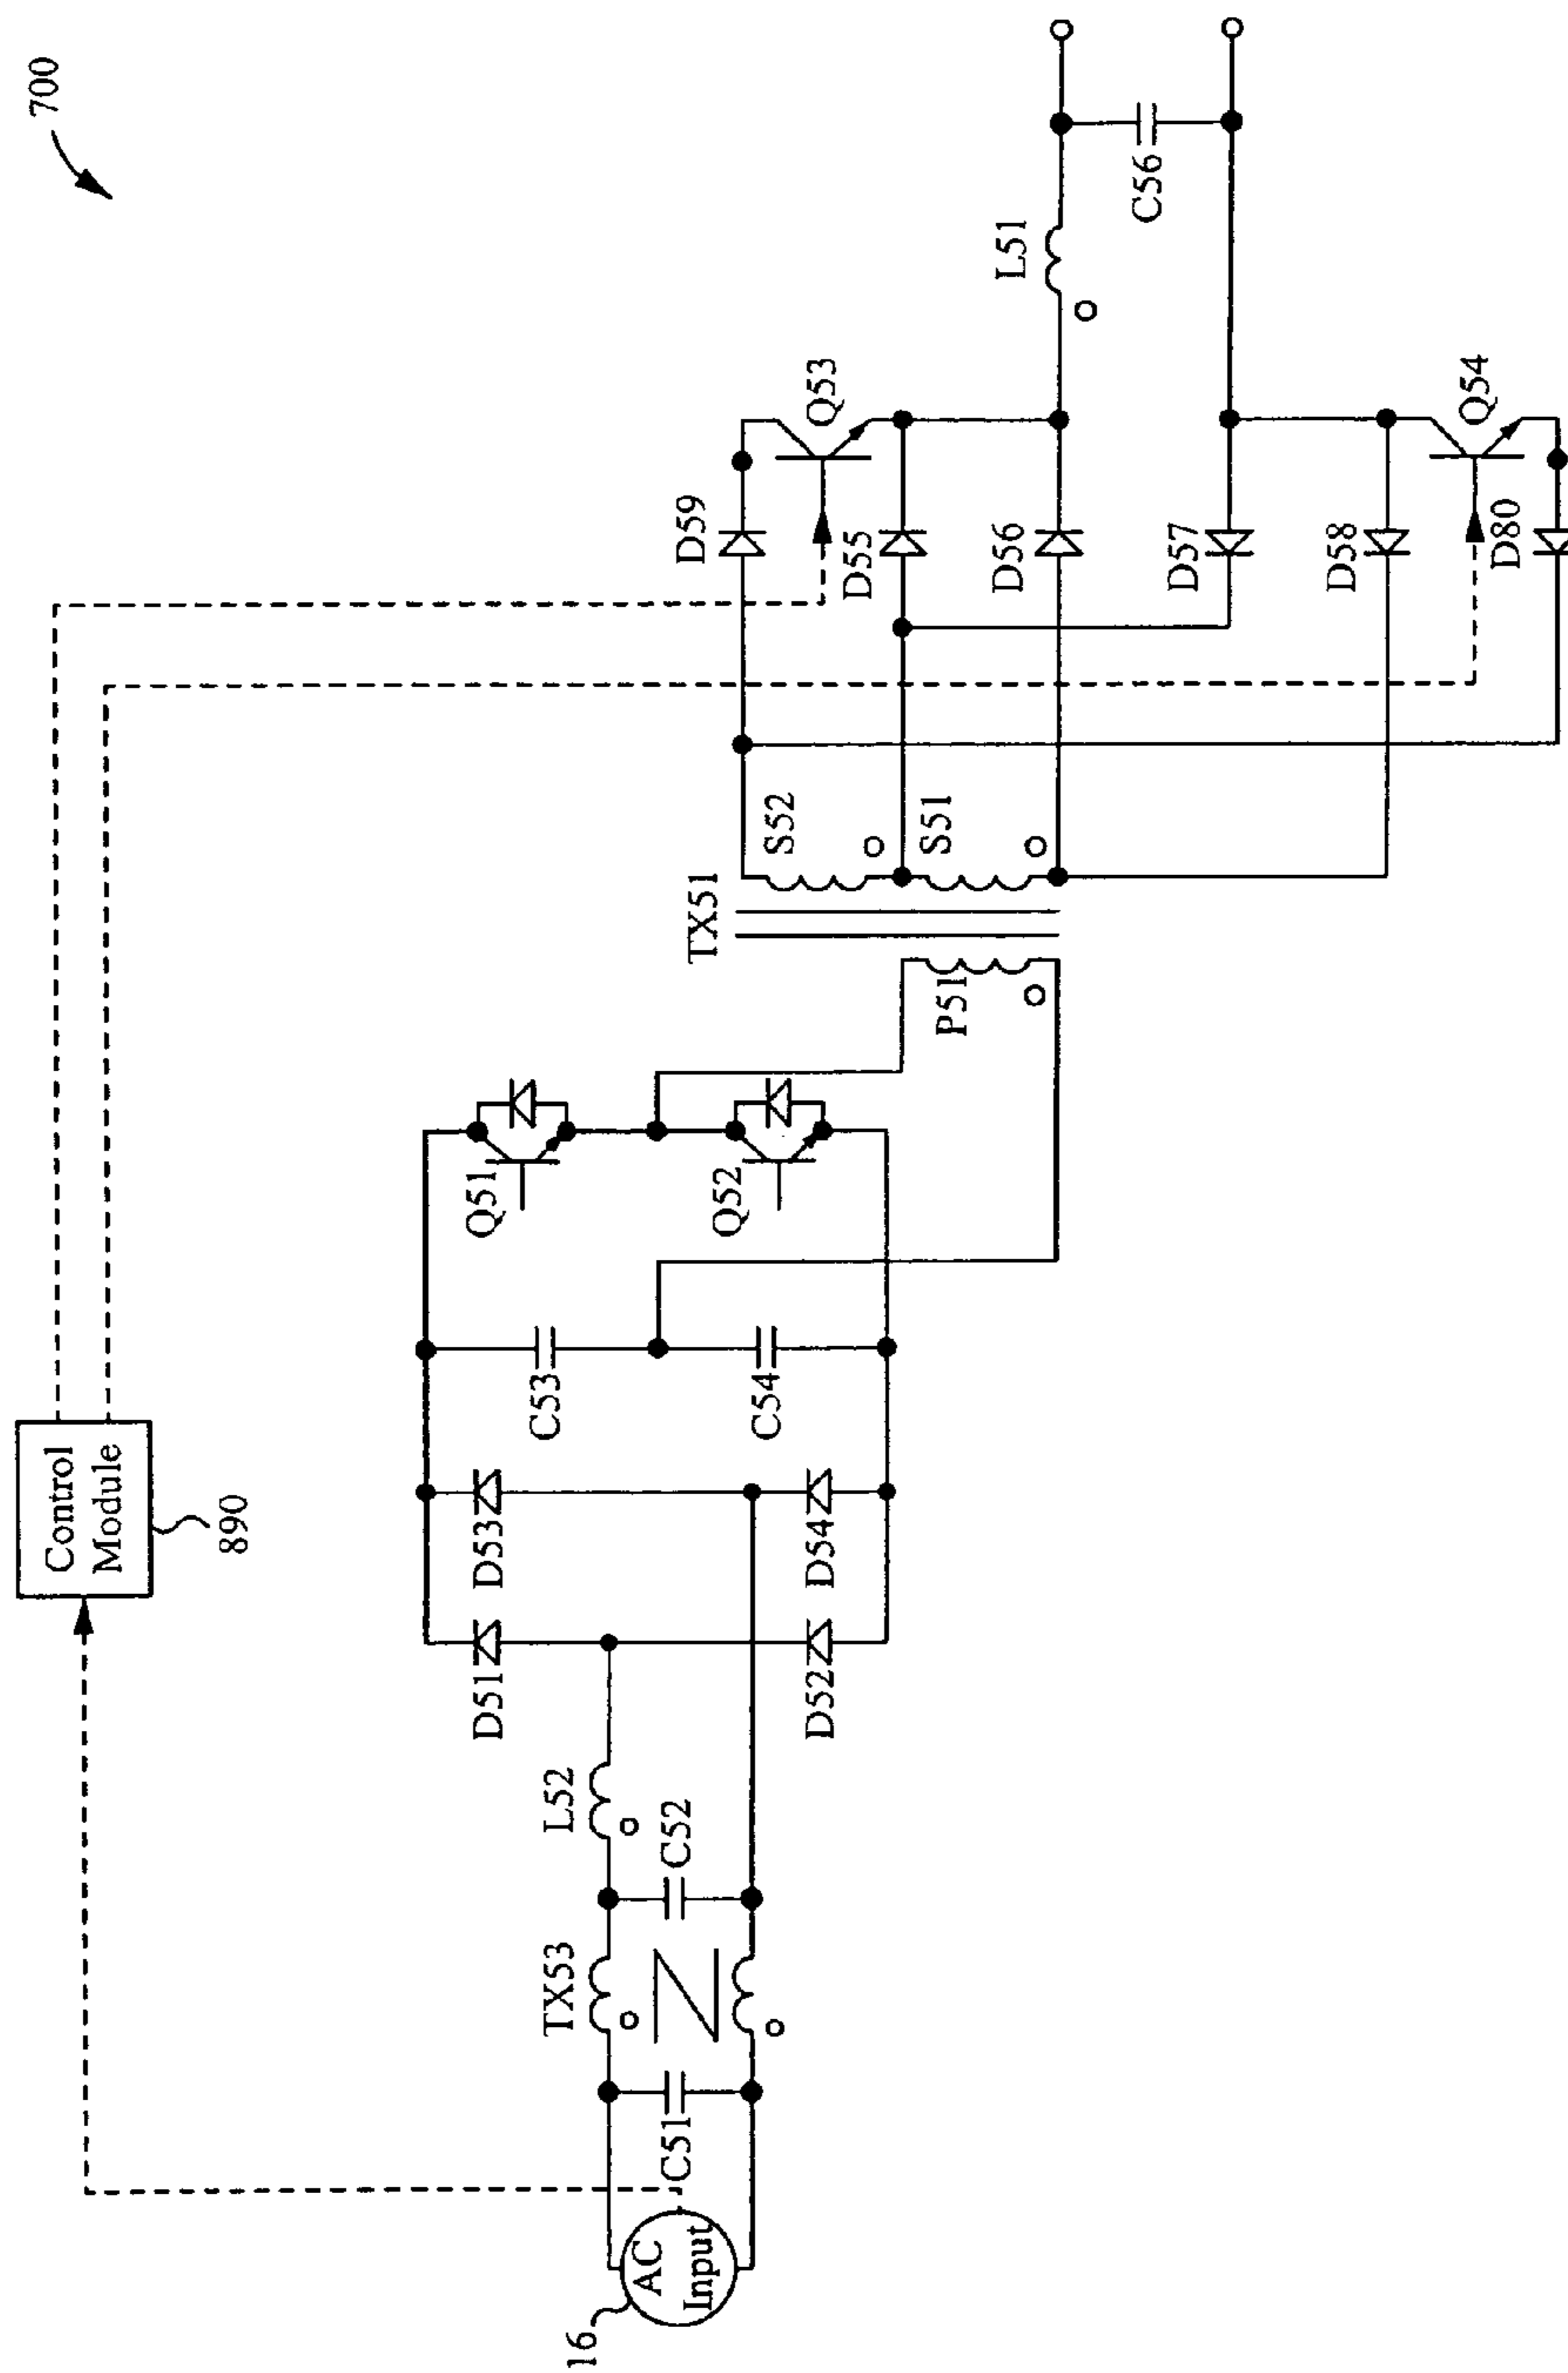 700
Control
Module
890
16
AC
Input
C51
TX53
C52
L52
D51
D52
D53
D54
C53
C54
Q51
Q52
P51
TX51
S52
S51
D59
D55
D56
D57
D58
D80
Q53
Q54
L51
C56